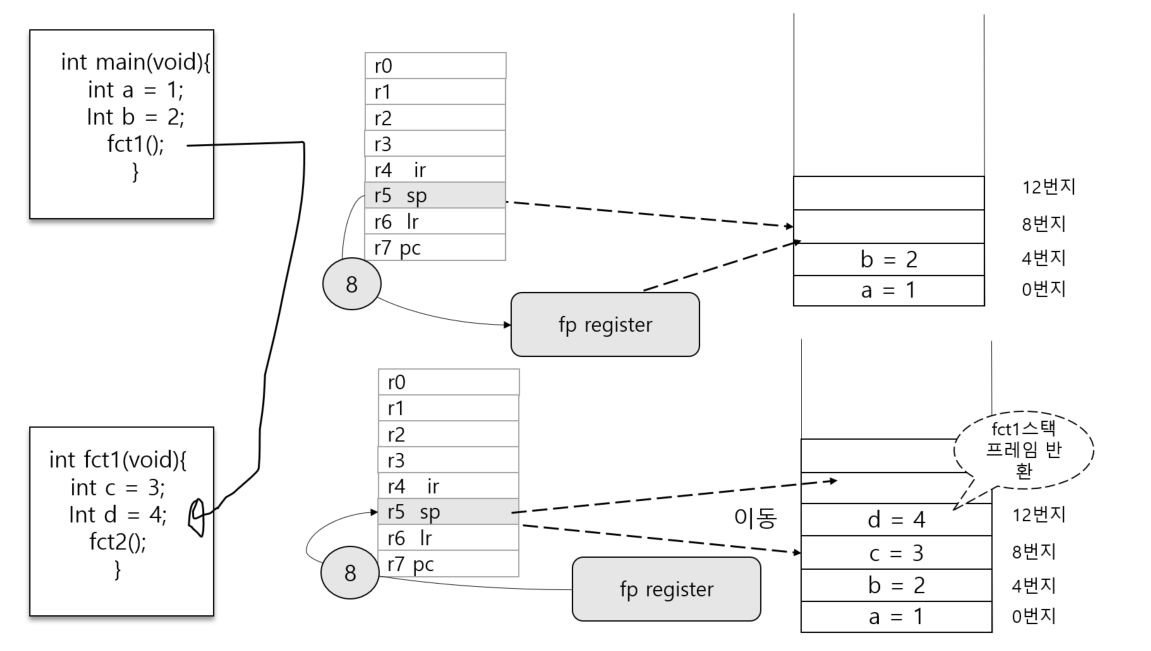 int main(void){
int a = 1;
Int b = 2;
fct1();
}
r0
r1
r2
r3
r4 ir
r5 sp
r6 lr
r7 pc
8
fp register
12번지
8번지
b = 2
4번지
a = 1
0번지
int fct1(void){
int c = 3;
Int d = 4;
fct2();
}
r0
r1
r2
r3
r4 ir
r5 sp
r6 lr
r7 pc
8
fp register
이동
fct1스택
프레임 반
환
d = 4
12번지
c = 3
8번지
b = 2
4번지
a = 1
0번지